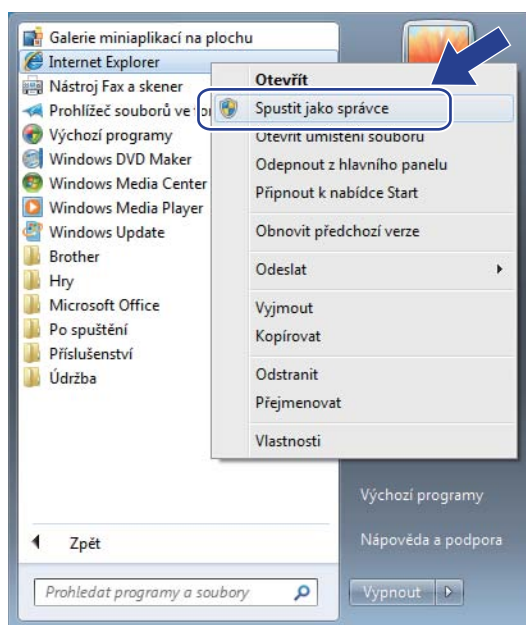 Galerie miniaplikací na plochu
Internet Explorer
Nástroj Fax a skener
Prohlížeč souborů ve
Výchozí programy
Windows DVD Maker
Windows Media Center
Windows Media Player
Windows Update
Brother
Hry
Microsoft Office
Po spuštění
Příslušenství
Údržba
Zpět
Prohledat programy a soubory
Otevřít
Spustit jako správce
Otevřít umístění souboru
Odepnout z hlavního panelu
Připnout k nabídce Start
Obnovit předchozí verze
Odeslat
Vyjmout
Kopírovat
Odstranit
Přejmenovat
Vlastnosti
Výchozí programy
Nápověda a podpora
Vypnout